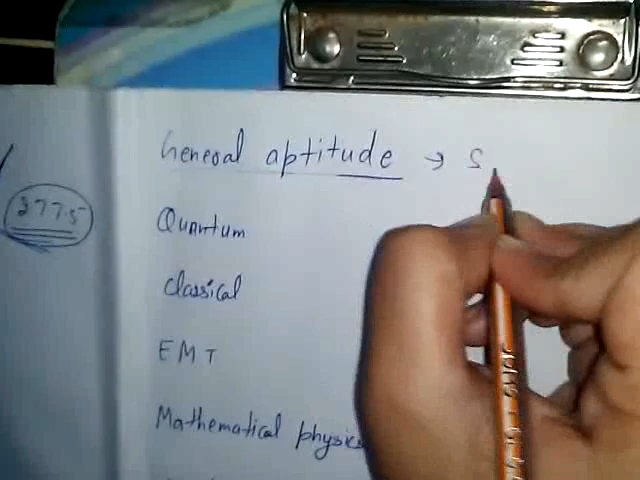 General aptitude → S
277.5
Quantum
Classical
EMT
Mathematical physics